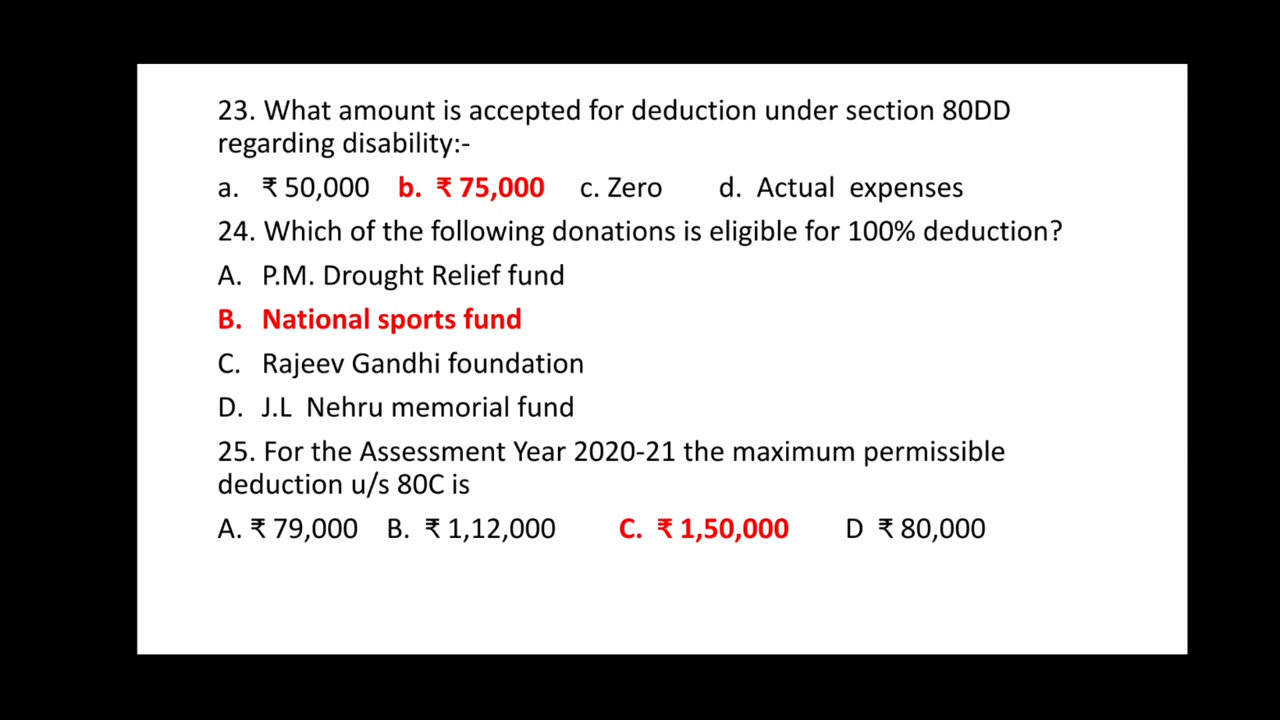 23. What amount is accepted for deduction under section 80DD
regarding disability:-
a. ₹ 50,000 b. ₹ 75,000 c. Zero d. Actual expenses
24. Which of the following donations is eligible for 100% deduction?
A. P.M. Drought Relief fund
B. National sports fund
C. Rajeev Gandhi foundation
D. J.L Nehru memorial fund
25. For the Assessment Year 2020-21 the maximum permissible
deduction u/s 80C is
A. ₹ 79,000 B. ₹ 1,12,000 C. ₹ 1,50,000 D ₹ 80,000